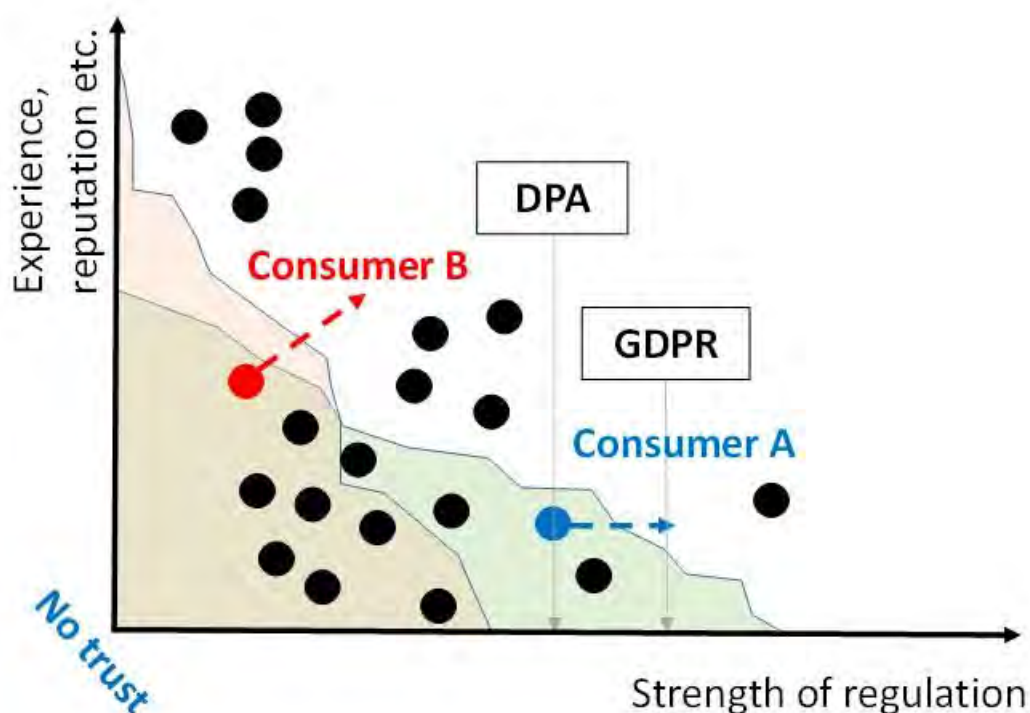 Experience,
reputation etc.
DPA
Consumer B
GDPR
Consumer A
No trust
Strength of regulation